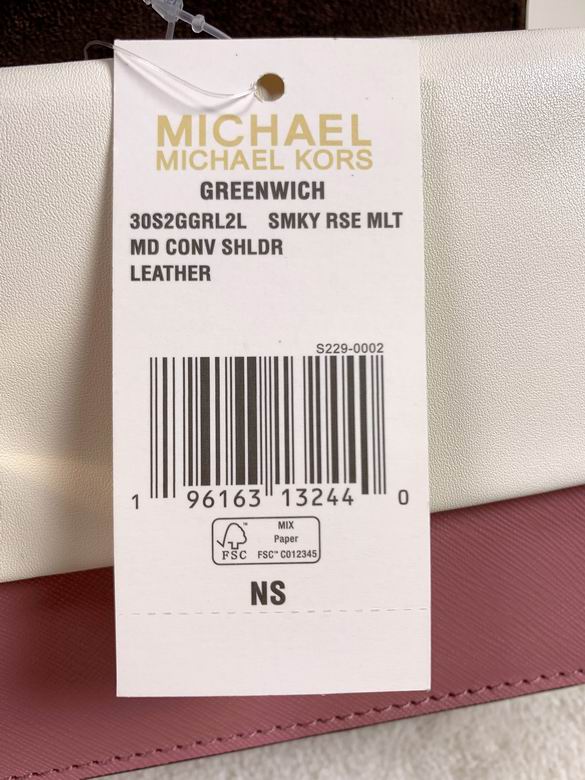 MICHAEL
MICHAEL KORS
GREENWICH
30S2GGRL2L SMKY RSE MLT
MD CONV SHLDR
LEATHER
S229-0002
1 96163 13244 0
FSC™
MIX
Paper
FSC™ C012345
NS